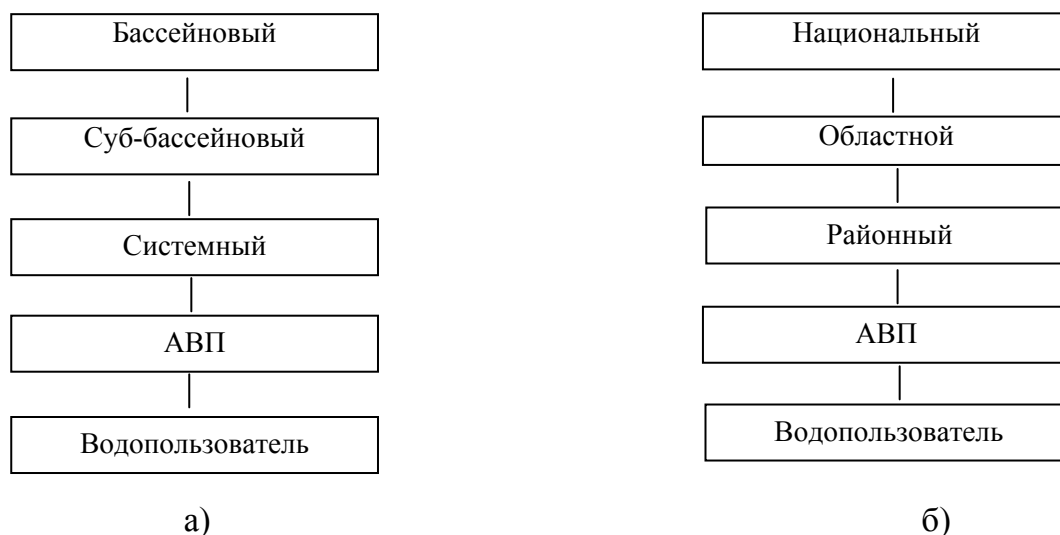 Бассейновый
Суб-бассейновый
Системный
АВП
Водопользователь
а)
Национальный
Областной
Районный
АВП
Водопользователь
б)